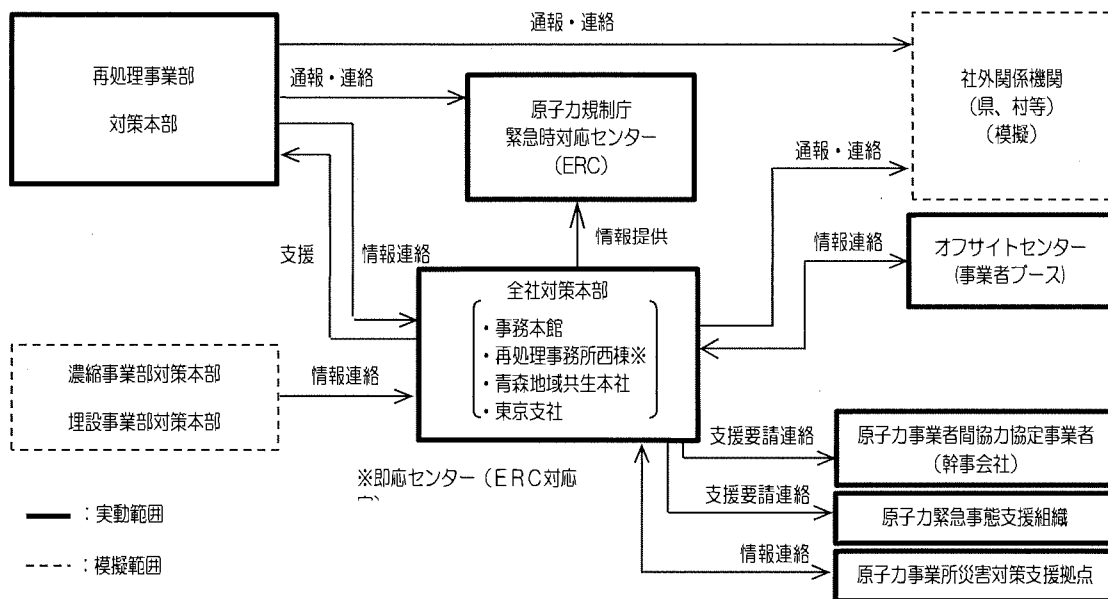 通報・連絡
再処理事業部
対策本部
通報・連絡
原子力規制庁
緊急時対応センター
(ERC)
社外関係機関
(県、村等)
(模擬)
通報・連絡
支援
情報連絡
情報提供
情報連絡
オフサイトセンター
(事業者ブース)
全社対策本部
・事務本館
・再処理事務所西棟※
・青森地域共生本社
・東京支社
濃縮事業部対策本部
埋設事業部対策本部
情報連絡
支援要請連絡
原子力事業者間協力協定事業者
(幹事会社)
※即応センター(ERC対応
支援要請連絡
原子力緊急事態支援組織
情報連絡
原子力事業所災害対策支援拠点
:実動範囲
:模擬範囲